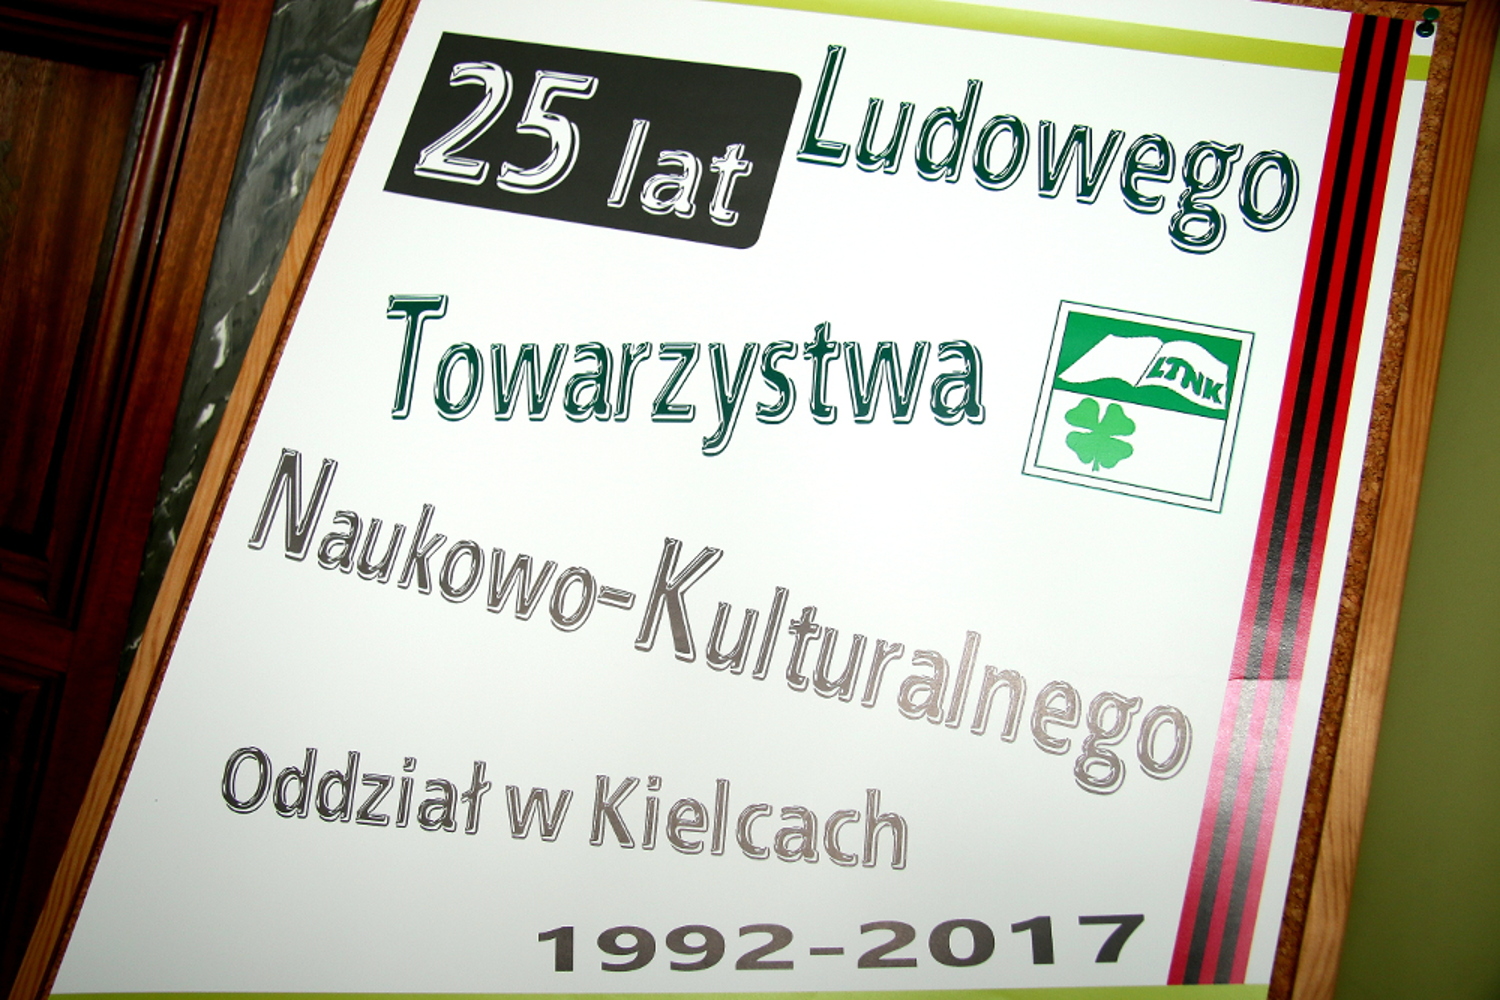 25 lat Ludowego
Towarzystwa
LTNK
Naukowo-Kulturalnego
Oddział w Kielcach
1992-2017